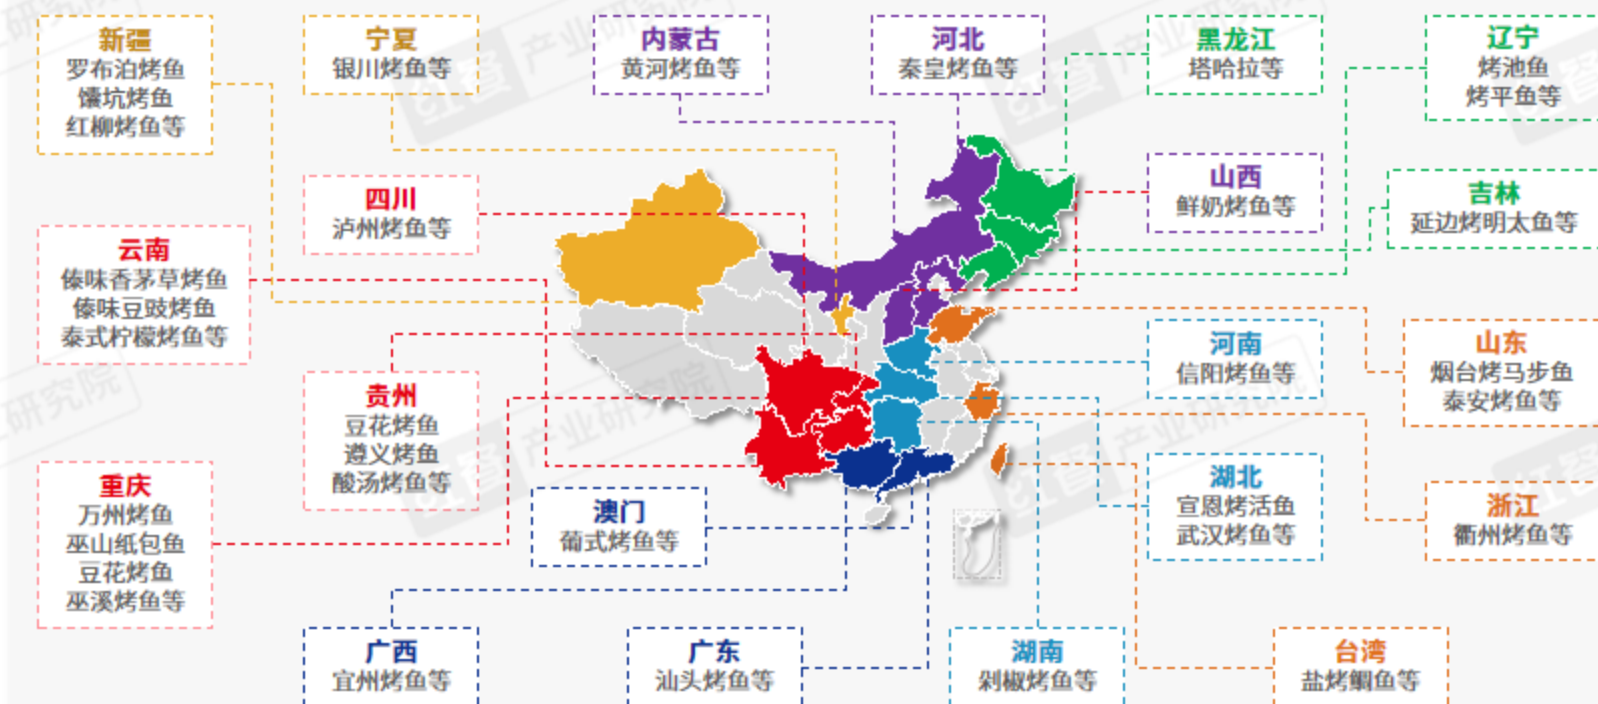 新疆
罗布泊烤鱼
馕坑烤鱼
红柳烤鱼等
宁夏
银川烤鱼等
内蒙古
黄河烤鱼等
河北
秦皇烤鱼等
黑龙江
塔哈拉等
辽宁
烤池鱼
烤平鱼等
四川
泸州烤鱼等
山西
鲜奶烤鱼等
吉林
延边烤明太鱼等
云南
傣味香茅草烤鱼
傣味豆豉烤鱼
泰式柠檬烤鱼等
贵州
豆花烤鱼
遵义烤鱼
酸汤烤鱼等
河南
信阳烤鱼等
山东
烟台烤马步鱼
泰安烤鱼等
重庆
万州烤鱼
巫山纸包鱼
豆花烤鱼
巫溪烤鱼等
澳门
葡式烤鱼等
湖北
宣恩烤活鱼
武汉烤鱼等
浙江
衢州烤鱼等
广西
宜州烤鱼等
广东
汕头烤鱼等
湖南
剁椒烤鱼等
台湾
盐烤鲷鱼等
红餐产业研究院